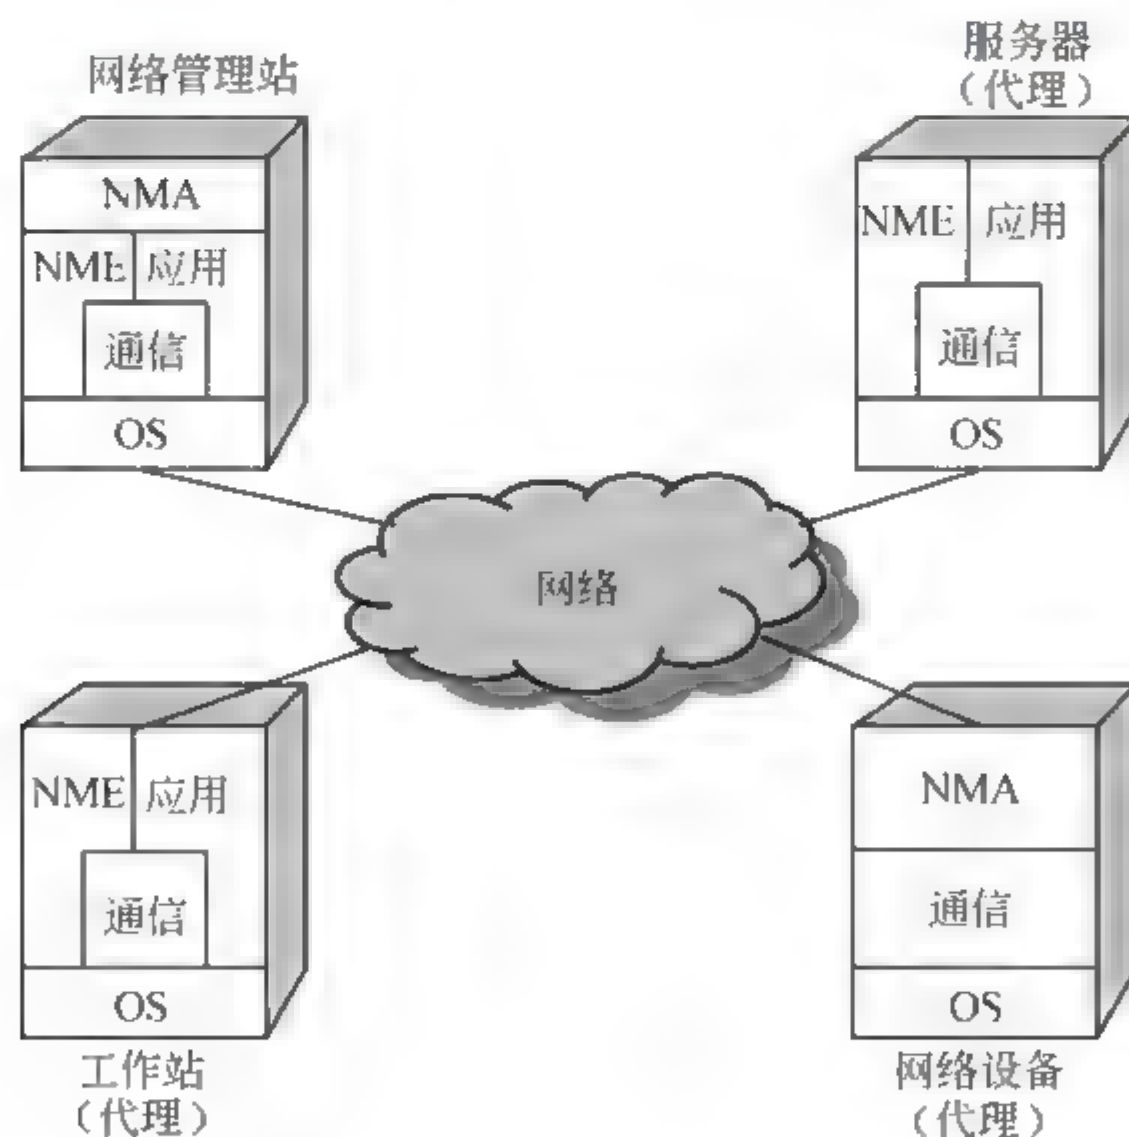 网络管理站
NMA
NME 应用
通信
OS
服务器
（代理）
NME 应用
通信
OS
网络
NME 应用
通信
OS
工作站
（代理）
NMA
通信
OS
网络设备
（代理）